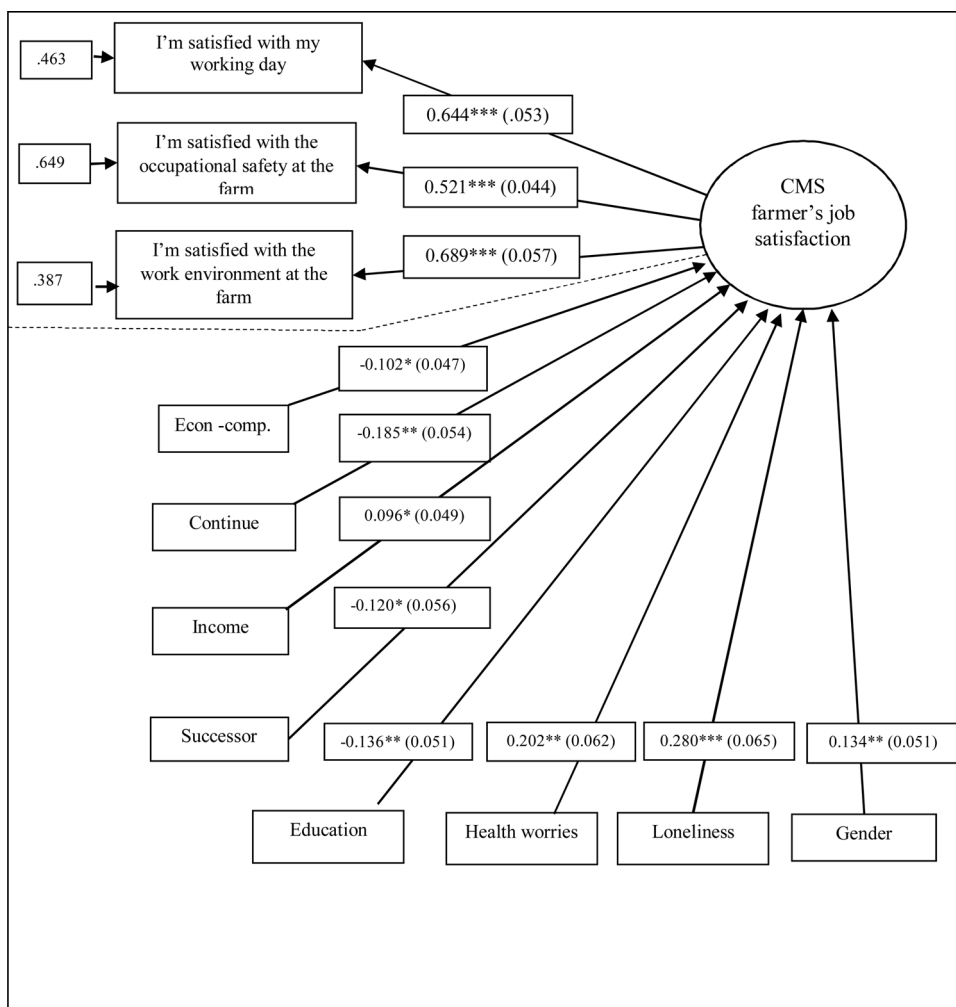 .463
I’m satisfied with my
working day
0.644*** (.053)
.649
I’m satisfied with the
occupational safety at the
farm
0.521*** (0.044)
CMS
farmer’s job
satisfaction
.387
I’m satisfied with the
work environment at the
farm
0.689*** (0.057)
-0.102* (0.047)
Econ -comp.
-0.185** (0.054)
Continue
0.096* (0.049)
Income
-0.120* (0.056)
Successor
-0.136** (0.051)
0.202** (0.062)
0.280*** (0.065)
0.134** (0.051)
Education
Health worries
Loneliness
Gender